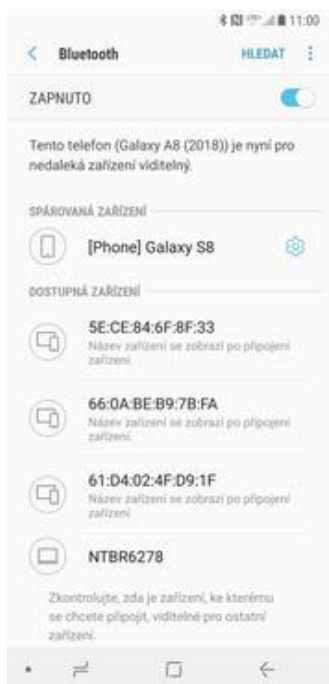 11:00
Bluetooth
HLEDAT
ZAPNUTO
Tento telefon (Galaxy A8 (2018)) je nyní pro
nedaleká zařízení viditelný.
SPÁROVANÁ ZAŘÍZENÍ
[Phone] Galaxy S8
DOSTUPNÁ ZAŘÍZENÍ
5E:CE:84:6F:8F:33
Název zařízení se zobrazí po připojení
zařízení.
66:0A:BE:B9:7B:FA
Název zařízení se zobrazí po připojení
zařízení.
61:D4:02:4F:D9:1F
Název zařízení se zobrazí po připojení
zařízení.
NTBR6278
Zkontrolujte, zda je zařízení, ke kterému
se chcete připojit, viditelné pro ostatní
zařízení.